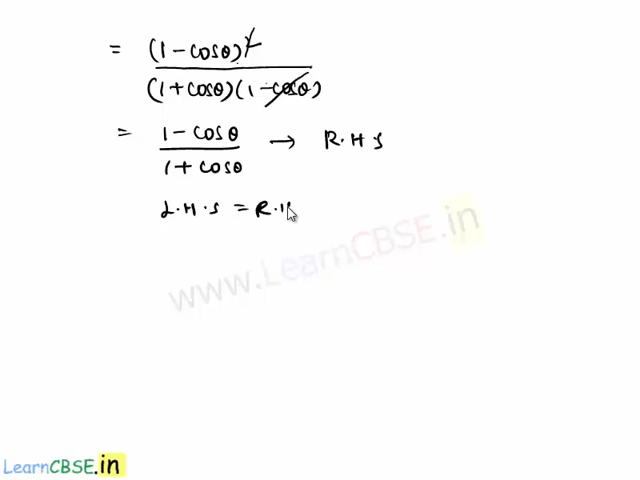 = (1 - cosθ)²
(1 + cosθ)(1 - cosθ)
= 1 - cosθ → R.H.S
1 + cosθ
L.H.S = R.H
www.LearnCBSE.in
LearnCBSE.in